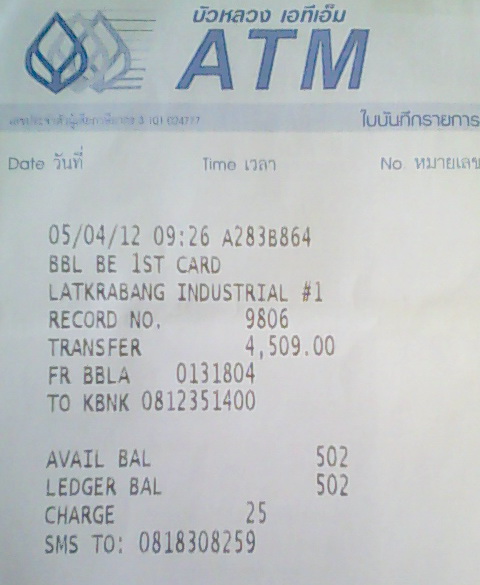 บัวหลวง เอทีเอ็ม
ATM
ใบบันทึกรายการ
Date วันที่ Time เวลา No. หมายเลข
05/04/12 09:26 A283B864
BBL BE 1ST CARD
LATKRABANG INDUSTRIAL #1
RECORD NO. 9806
TRANSFER 4,509.00
FR BBLA 0131804
TO KBNK 0812351400
AVAIL BAL 502
LEDGER BAL 502
CHARGE 25
SMS TO: 0818308259